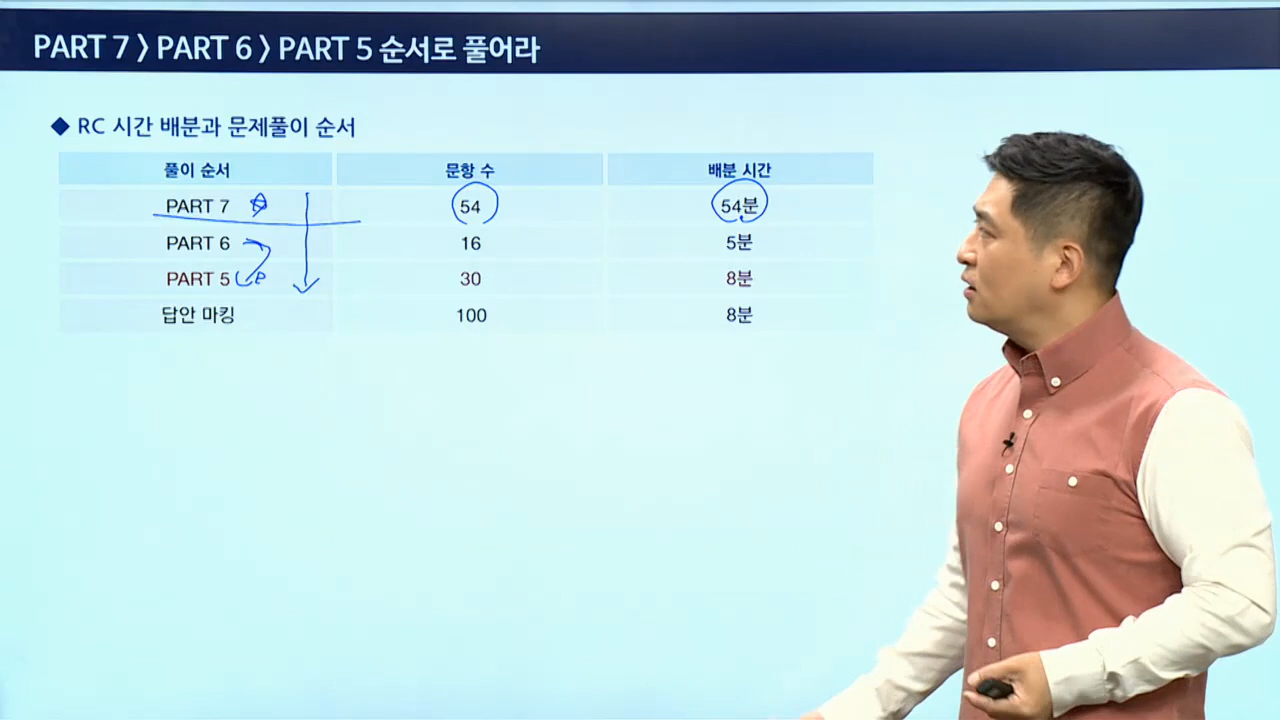 PART 7 > PART 6 > PART 5 순서로 풀어라
◆ RC 시간 배분과 문제풀이 순서
풀이 순서 문항 수 배분 시간
PART 7 54 54분
PART 6 16 5분
PART 5 30 8분
답안 마킹 100 8분